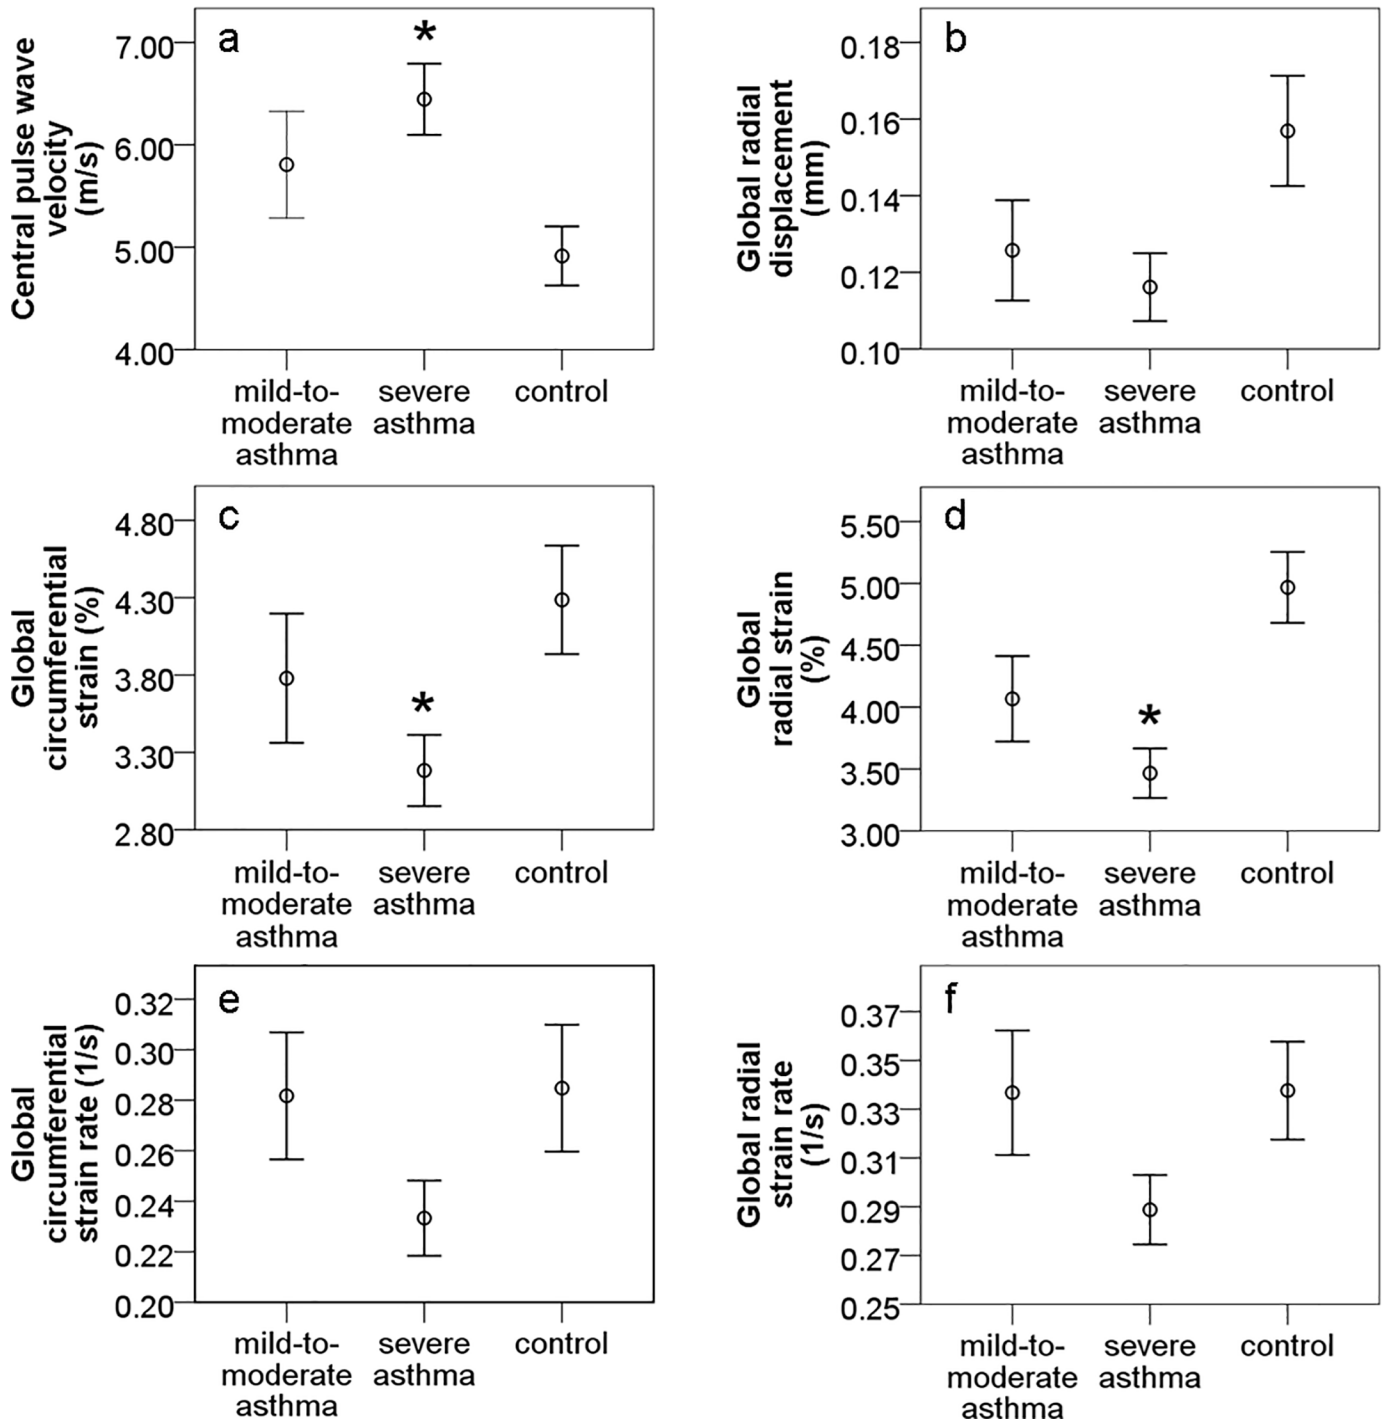 a
*
Central pulse wave
velocity
(m/s)
7.00
6.00
5.00
4.00
mild-to-
moderate
asthma
severe
asthma
control
b
Global radial
displacement
(mm)
0.18
0.16
0.14
0.12
0.10
mild-to-
moderate
asthma
severe
asthma
control
c
*
Global
circumferential
strain (%)
4.80
4.30
3.80
3.30
2.80
mild-to-
moderate
asthma
severe
asthma
control
d
*
Global
radial strain
(%)
5.50
5.00
4.50
4.00
3.50
3.00
mild-to-
moderate
asthma
severe
asthma
control
e
Global
circumferential
strain rate (1/s)
0.32
0.30
0.28
0.26
0.24
0.22
0.20
mild-to-
moderate
asthma
severe
asthma
control
f
Global radial
strain rate
(1/s)
0.37
0.35
0.33
0.31
0.29
0.27
0.25
mild-to-
moderate
asthma
severe
asthma
control